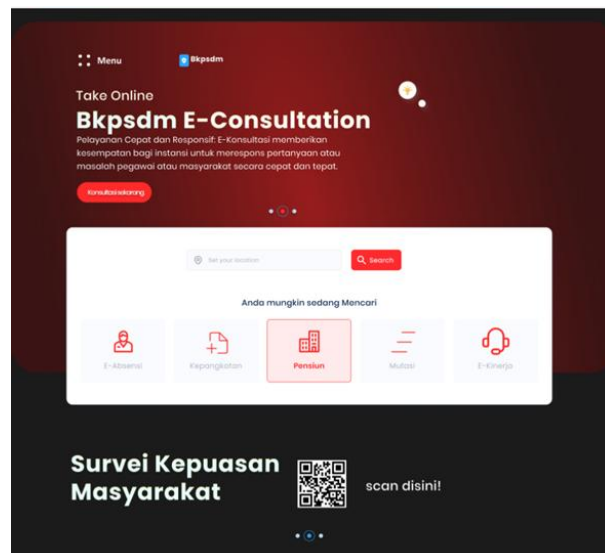 Menu
Bkpsdm
Take Online
Bkpsdm E-Consultation
Pelayanan Cepat dan Responsif: E-Konsultasi memberikan
kesempatan bagi instansi untuk merespons pertanyaan atau
masalah pegawai atau masyarakat secara cepat dan tepat.
Konsultasi sekarang
Set your location
Search
Anda mungkin sedang Mencari
E-Absensi
Kepangkatan
Pensiun
Mutasi
E-Kinerja
Survei Kepuasan
Masyarakat
scan disini!